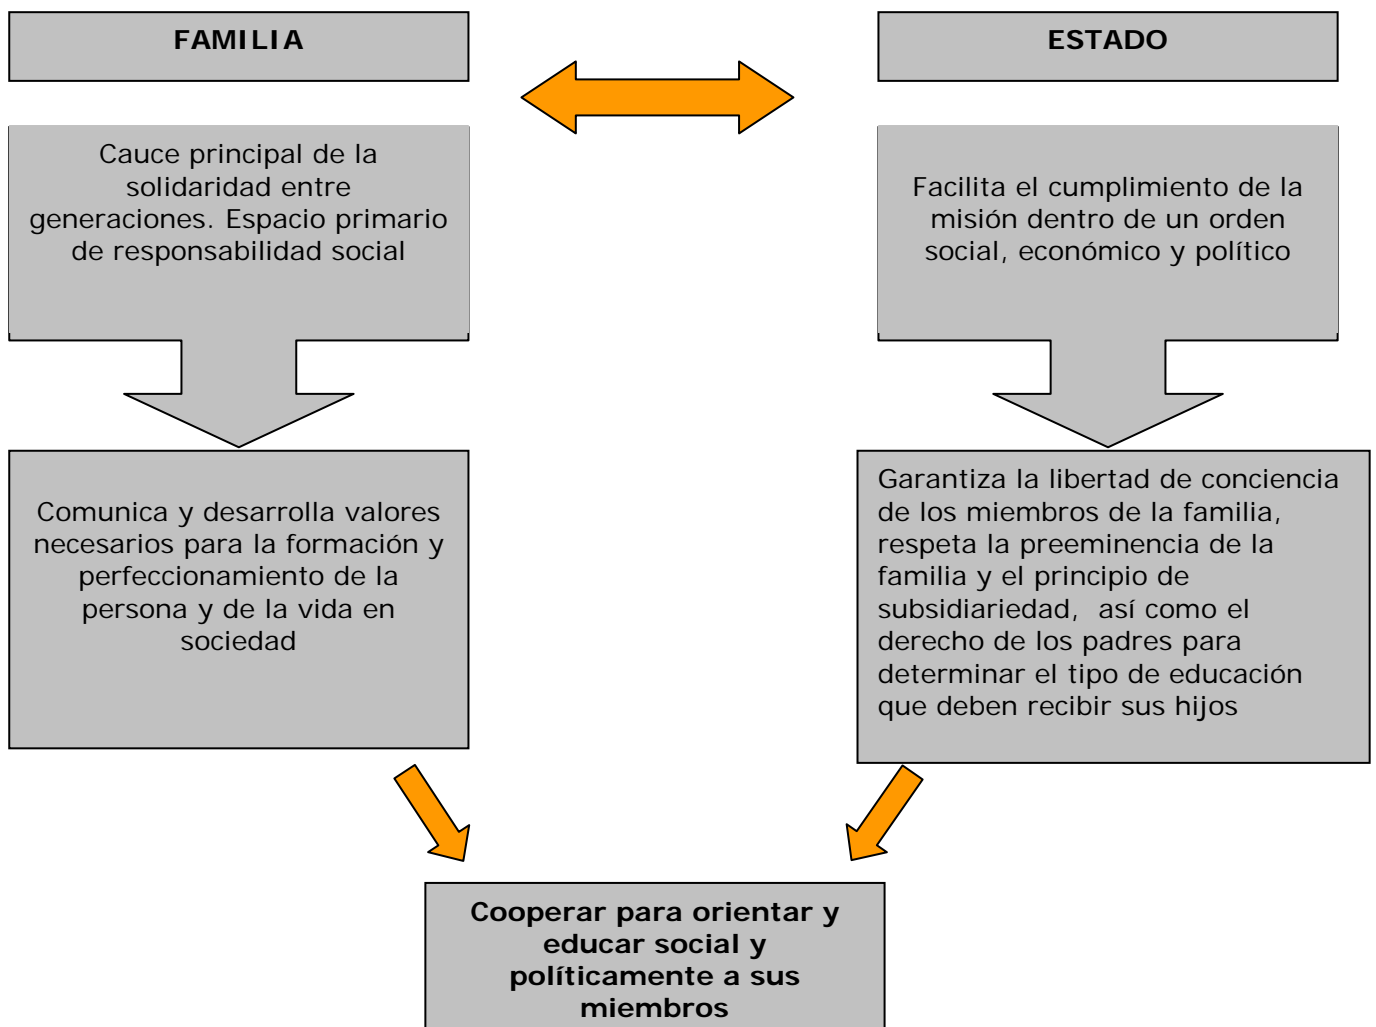 FAMILIA
ESTADO
Cauce principal de la
solidaridad entre
generaciones. Espacio primario
de responsabilidad social
Facilita el cumplimiento de la
misión dentro de un orden
social, económico y político
Comunica y desarrolla valores
necesarios para la formación y
perfeccionamiento de la
persona y de la vida en
sociedad
Garantiza la libertad de conciencia
de los miembros de la familia,
respeta la preeminencia de la
familia y el principio de
subsidiariedad, así como el
derecho de los padres para
determinar el tipo de educación
que deben recibir sus hijos
Cooperar para orientar y
educar social y
políticamente a sus
miembros